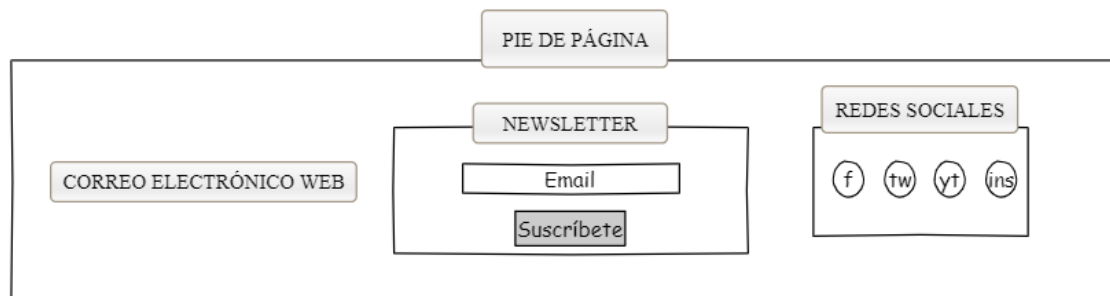 PIE DE PÁGINA
CORREO ELECTRÓNICO WEB
NEWSLETTER
Email
Suscríbete
REDES SOCIALES
f tw yt ins